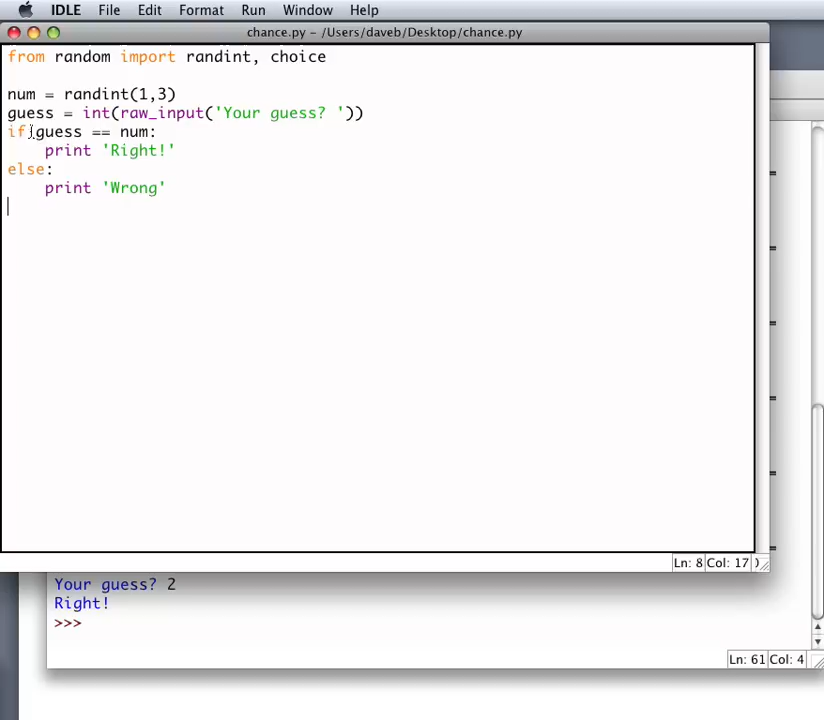 IDLE File Edit Format Run Window Help
chance.py - /Users/daveb/Desktop/chance.py
from random import randint, choice
num = randint(1,3)
guess = int(raw_input('Your guess? '))
if guess == num:
print 'Right!'
else:
print 'Wrong'
Ln: 8 Col: 17
Your guess? 2
Right!
>>>
Ln: 61 Col: 4